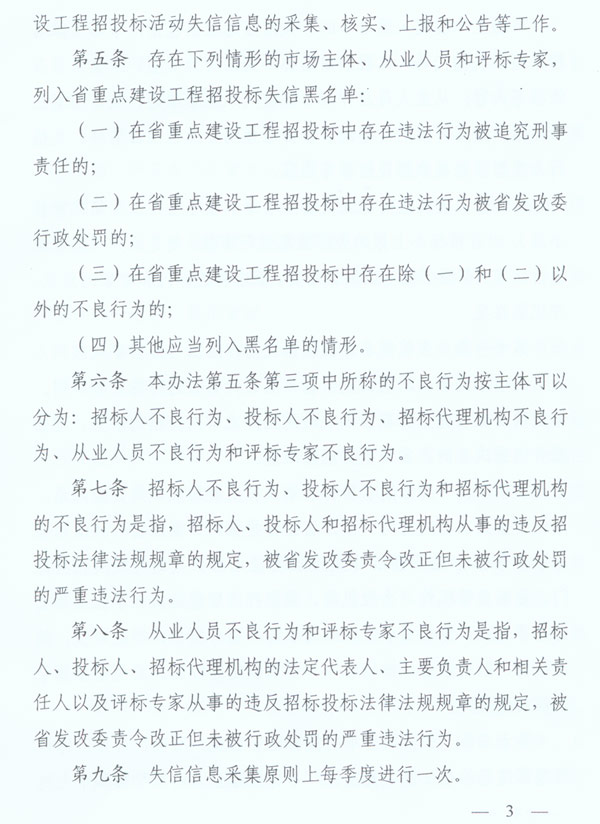 设工程招投标活动失信信息的采集、核实、上报和公告等工作。
第五条　存在下列情形的市场主体、从业人员和评标专家，
列入省重点建设工程招投标失信黑名单：
（一）在省重点建设工程招投标中存在违法行为被追究刑事
责任的；
（二）在省重点建设工程招投标中存在违法行为被省发改委
行政处罚的；
（三）在省重点建设工程招投标中存在除（一）和（二）以
外的不良行为的；
（四）其他应当列入黑名单的情形。
第六条　本办法第五条第三项中所称的不良行为按主体可以
分为：招标人不良行为、投标人不良行为、招标代理机构不良行
为、从业人员不良行为和评标专家不良行为。
第七条　招标人不良行为、投标人不良行为和招标代理机构
的不良行为是指，招标人、投标人和招标代理机构从事的违反招
投标法律法规规章的规定，被省发改委责令改正但未被行政处罚
的严重违法行为。
第八条　从业人员不良行为和评标专家不良行为是指，招标
人、投标人、招标代理机构的法定代表人、主要负责人和相关责
任人以及评标专家从事的违反招标投标法律法规规章的规定，被
省发改委责令改正但未被行政处罚的严重违法行为。
第九条　失信信息采集原则上每季度进行一次。
— 3 —